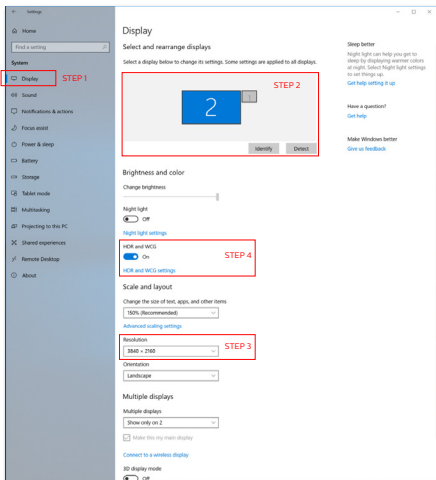 Settings
Home
Find a setting
System
Display
STEP 1
Sound
Notifications & actions
Focus assist
Power & sleep
Battery
Storage
Tablet mode
Multitasking
Projecting to this PC
Shared experiences
Remote Desktop
About
Display
Select and rearrange displays
Select a display below to change its settings. Some settings are applied to all displays.
STEP 2
2
1
Identify
Detect
Brightness and color
Change brightness
Night light
Off
Night light settings
HDR and WCG
On
STEP 4
HDR and WCG settings
Scale and layout
Change the size of text, apps, and other items
150% (Recommended)
Advanced scaling settings
Resolution
STEP 3
3840 × 2160
Orientation
Landscape
Multiple displays
Multiple displays
Show only on 2
Make this my main display
Connect to a wireless display
3D display mode
Off
Sleep better
Night light can help you get to
sleep by displaying warmer colors
at night. Select Night light settings
to set things up.
Get help setting it up
Have a question?
Get help
Make Windows better
Give us feedback